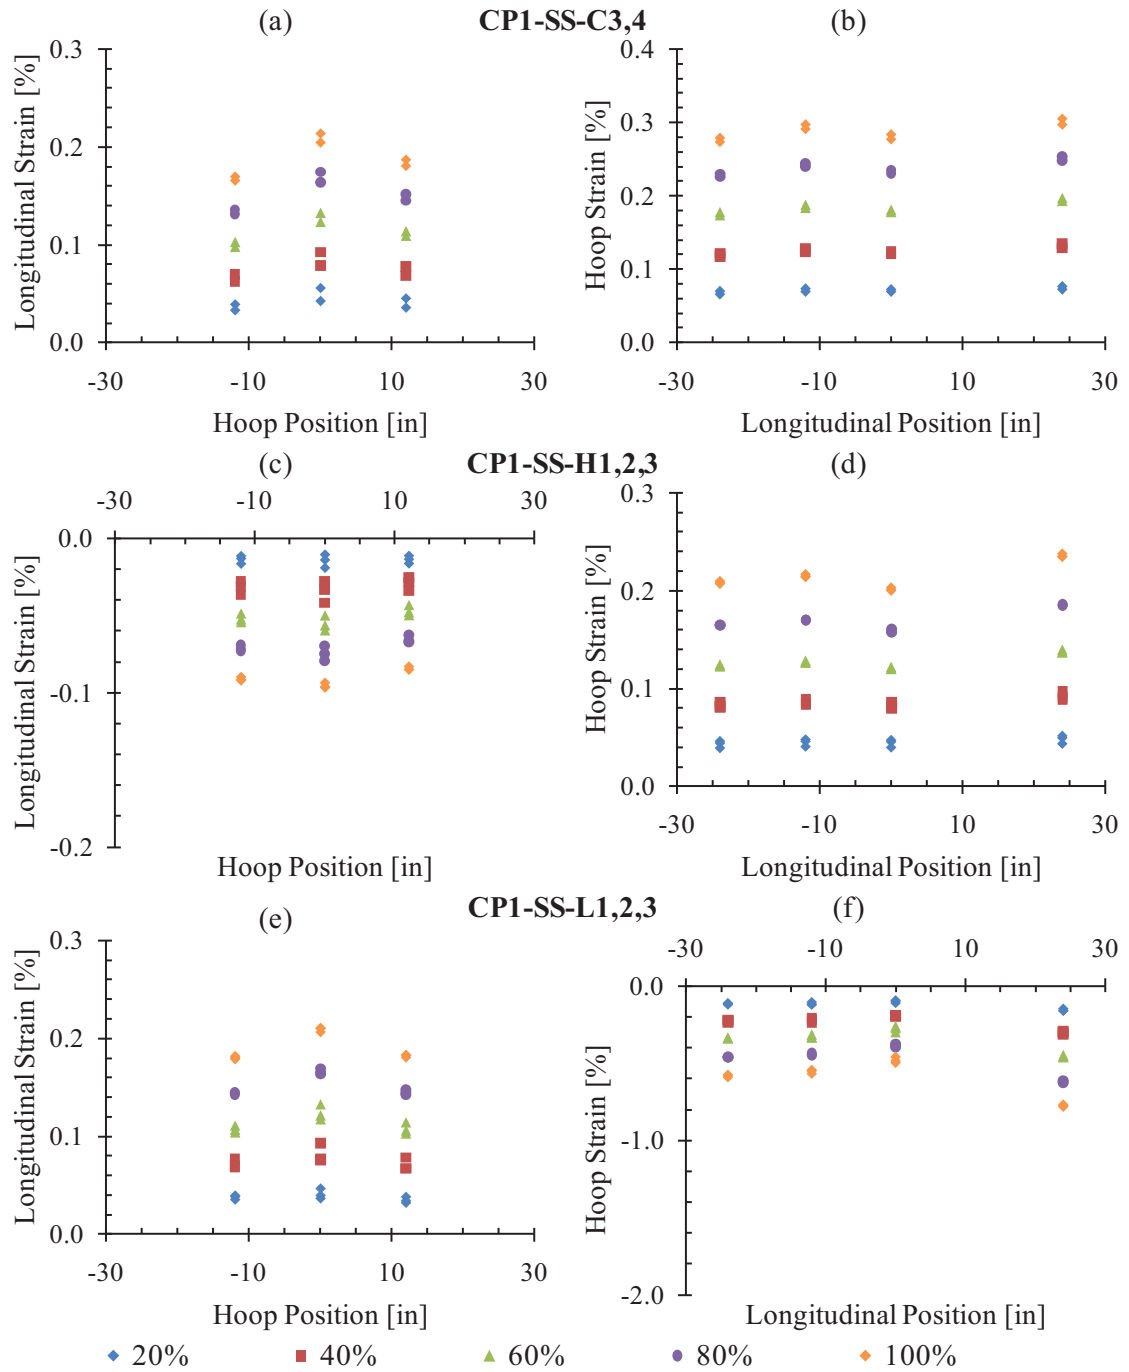 (a) CP1-SS-C3,4 (b)
Longitudinal Strain [%]
0.3
0.2
0.1
0.0
-30 -10 10 30
Hoop Position [in]
Hoop Strain [%]
0.4
0.3
0.2
0.1
0.0
-30 -10 10 30
Longitudinal Position [in]
(c) CP1-SS-H1,2,3 (d)
-30 -10 10 30
Longitudinal Strain [%]
0.0
-0.1
-0.2
Hoop Position [in]
Hoop Strain [%]
0.3
0.2
0.1
0.0
-30 -10 10 30
Longitudinal Position [in]
(e) CP1-SS-L1,2,3 (f)
Longitudinal Strain [%]
0.3
0.2
0.1
0.0
-30 -10 10 30
Hoop Position [in]
-30 -10 10 30
Hoop Strain [%]
0.0
-1.0
-2.0
Longitudinal Position [in]
20% 40% 60% 80% 100%